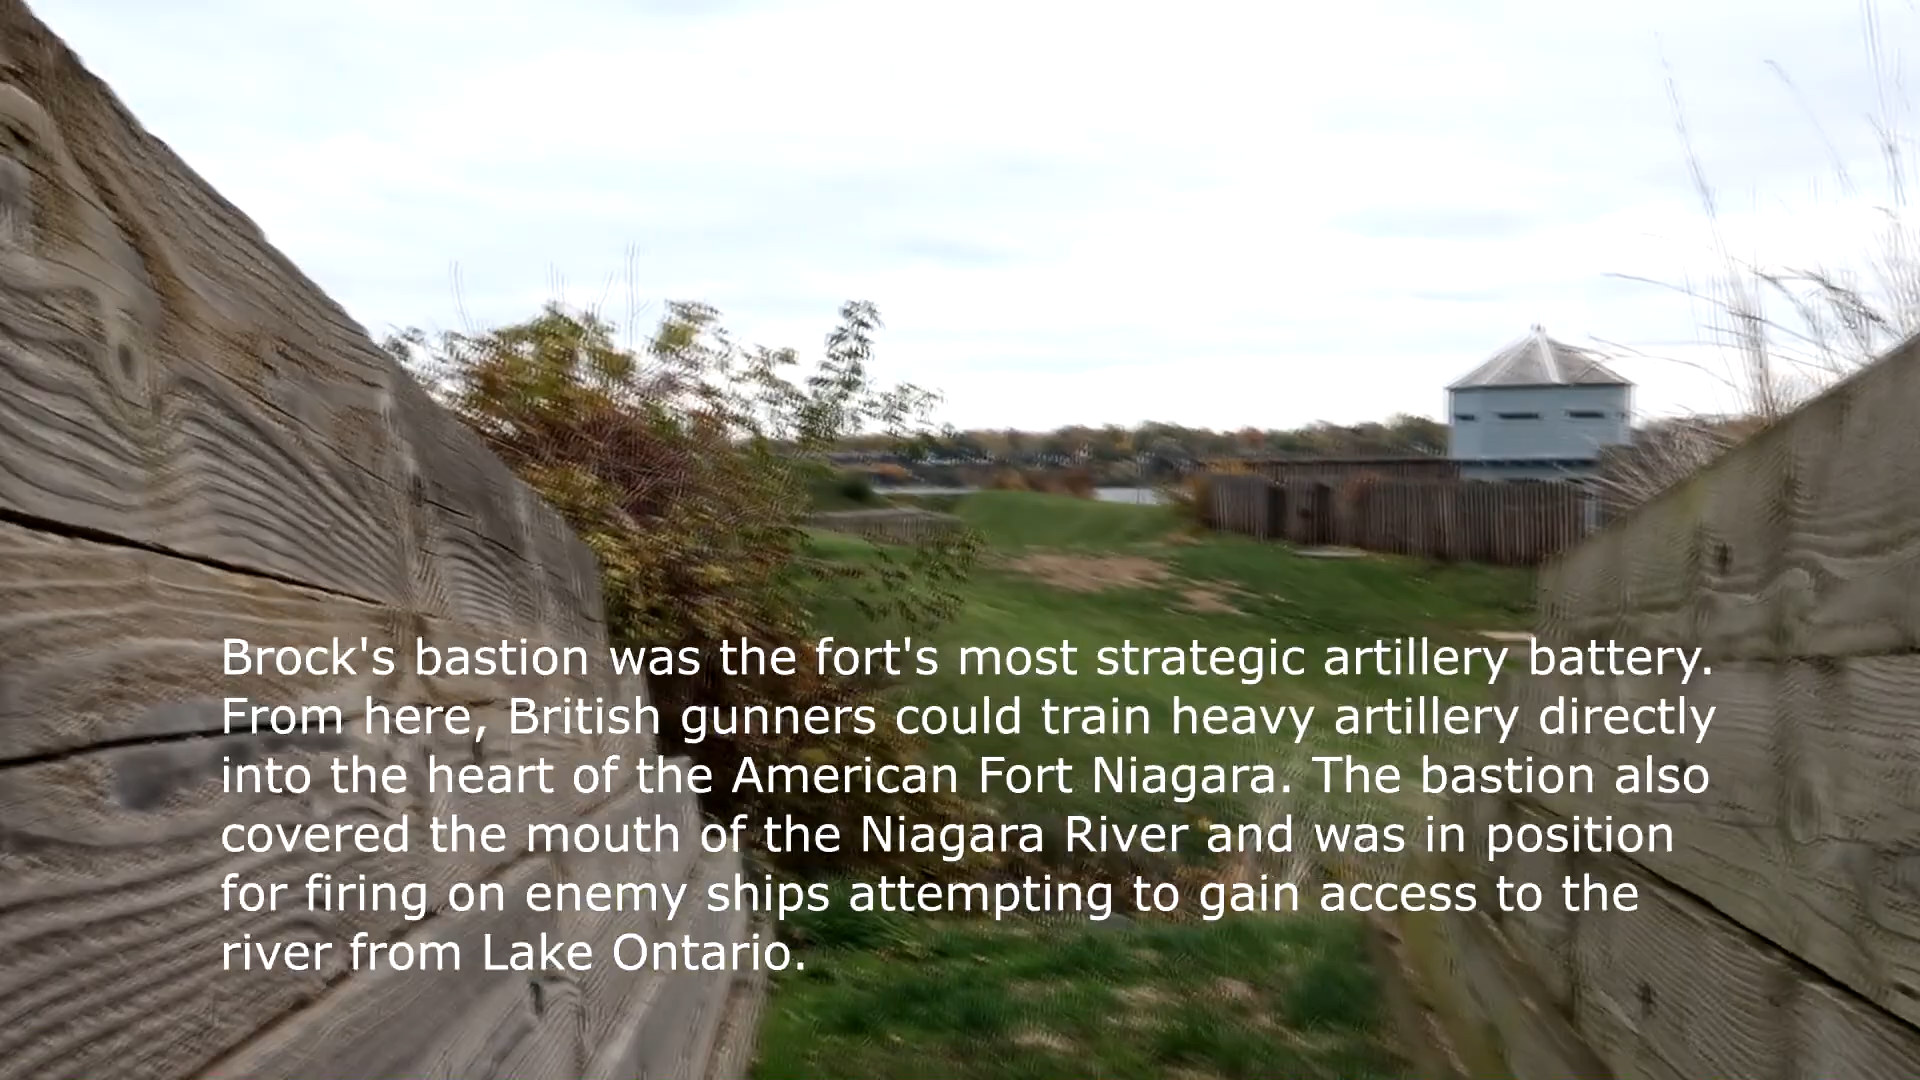 Brock's bastion was the fort's most strategic artillery battery.
From here, British gunners could train heavy artillery directly
into the heart of the American Fort Niagara. The bastion also
covered the mouth of the Niagara River and was in position
for firing on enemy ships attempting to gain access to the
river from Lake Ontario.